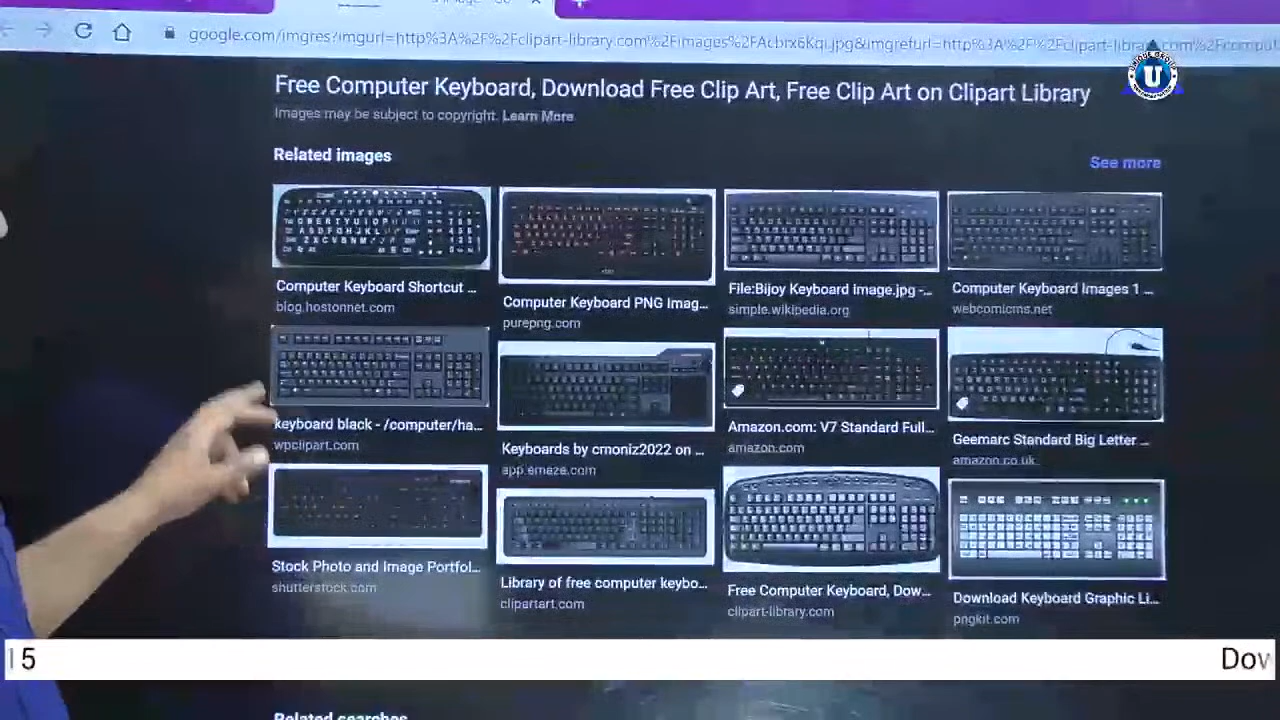 google.com/imgres?imgurl=http%3A%2F%2Fclipart-library.com%2Fimages%2FAcbrx6Kqi.jpg&imgrefurl=http%3A%2F%2Fclipart-library.com%2Fcomput
U
Free Computer Keyboard, Download Free Clip Art, Free Clip Art on Clipart Library
Images may be subject to copyright. Learn More
Related images
See more
Computer Keyboard Shortcut ...
blog.hostonnet.com
Computer Keyboard PNG Imag...
purepng.com
File:Bijoy Keyboard image.jpg -...
simple.wikipedia.org
Computer Keyboard Images 1 ...
webcomicms.net
keyboard black - /computer/ha...
wpclipart.com
Keyboards by cmoniz2022 on ...
app.emaze.com
Amazon.com: V7 Standard Full...
amazon.com
Geemarc Standard Big Letter ...
amazon.co.uk
Stock Photo and Image Portfol...
shutterstock.com
Library of free computer keybo...
clipartart.com
Free Computer Keyboard, Dow...
clipart-library.com
Download Keyboard Graphic Li...
pngkit.com
5
Dow
Related searches